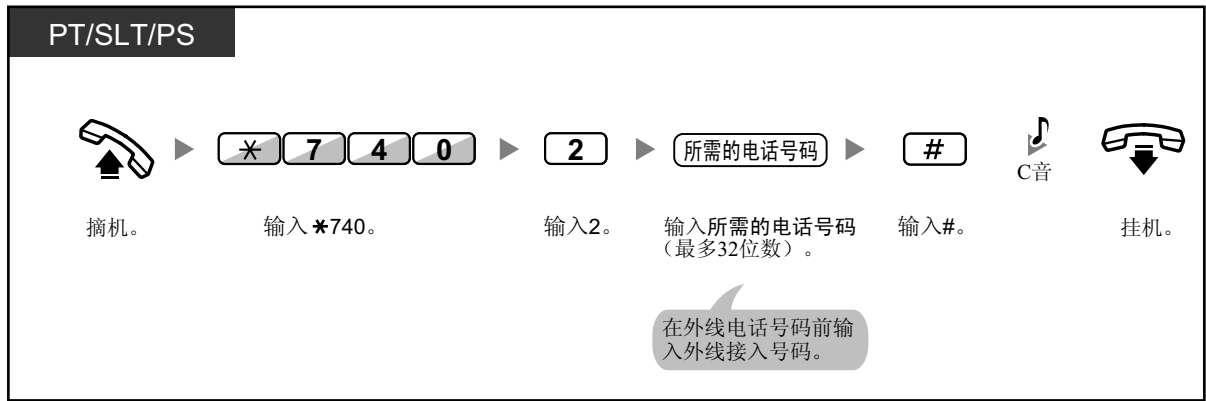 PT/SLT/PS
✳ 7 4 0
2
所需的电话号码
#
C音
摘机。
输入✳740。
输入2。
输入所需的电话号码
（最多32位数）。
输入#。
挂机。
在外线电话号码前输
入外线接入号码。